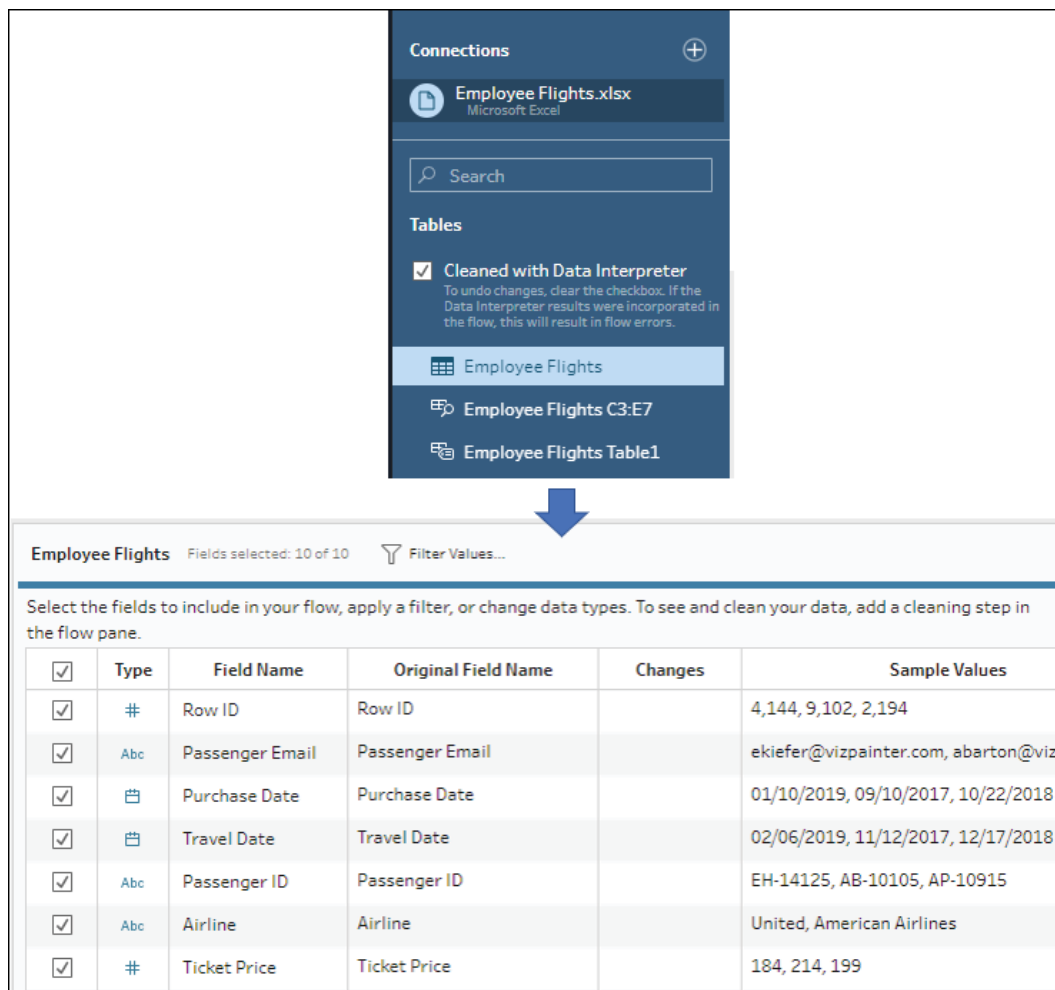 Connections
Employee Flights.xlsx
Microsoft Excel
Search
Tables
Cleaned with Data Interpreter
To undo changes, clear the checkbox. If the
Data Interpreter results were incorporated in
the flow, this will result in flow errors.
Employee Flights
Employee Flights C3:E7
Employee Flights Table1
Employee Flights Fields selected: 10 of 10 Filter Values...
Select the fields to include in your flow, apply a filter, or change data types. To see and clean your data, add a cleaning step in
the flow pane.
Type Field Name Original Field Name Changes Sample Values
# Row ID Row ID 4,144, 9,102, 2,194
Abc Passenger Email Passenger Email ekiefer@vizpainter.com, abarton@viz
Purchase Date Purchase Date 01/10/2019, 09/10/2017, 10/22/2018
Travel Date Travel Date 02/06/2019, 11/12/2017, 12/17/2018
Abc Passenger ID Passenger ID EH-14125, AB-10105, AP-10915
Abc Airline Airline United, American Airlines
# Ticket Price Ticket Price 184, 214, 199